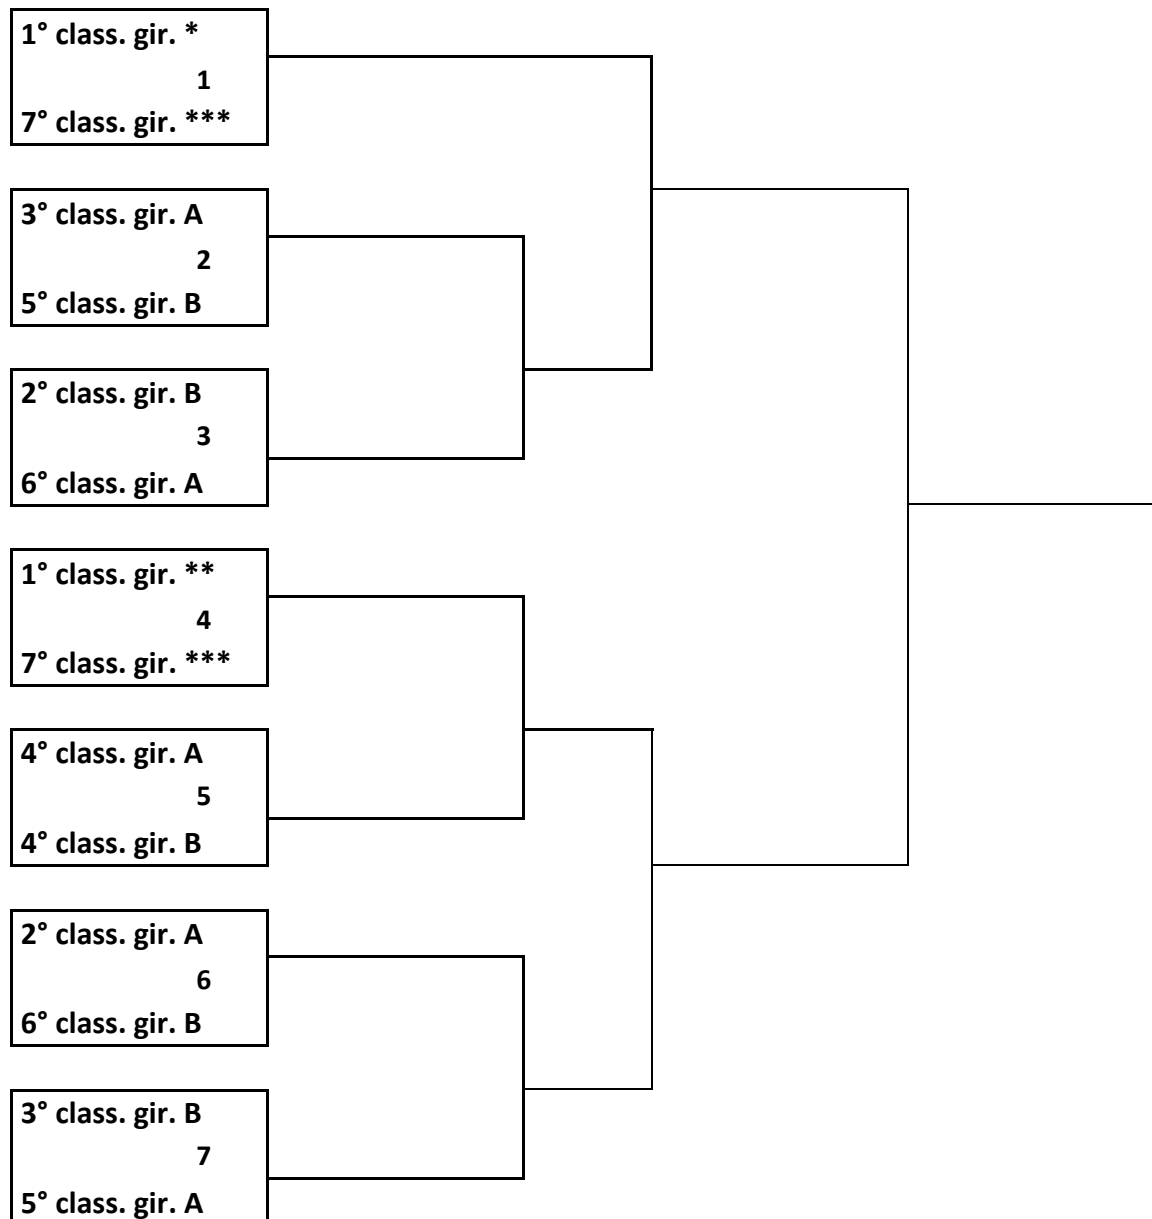 1° class. gir. *
1
7° class. gir. ***
3° class. gir. A
2
5° class. gir. B
2° class. gir. B
3
6° class. gir. A
1° class. gir. **
4
7° class. gir. ***
4° class. gir. A
5
4° class. gir. B
2° class. gir. A
6
6° class. gir. B
3° class. gir. B
7
5° class. gir. A